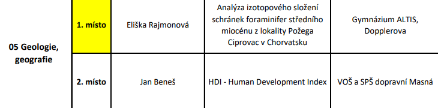 05 Geologie,
geografie
1. místo
Eliška Rajmonová
Analýza izotopového složení
schránek foraminifer středního
miocénu z lokality Požega
Ciprovac v Chorvatsku
Gymnázium ALTIS,
Dopplerova
2. místo
Jan Beneš
HDI - Human Development Index
VOŠ a SPŠ dopravní Masná